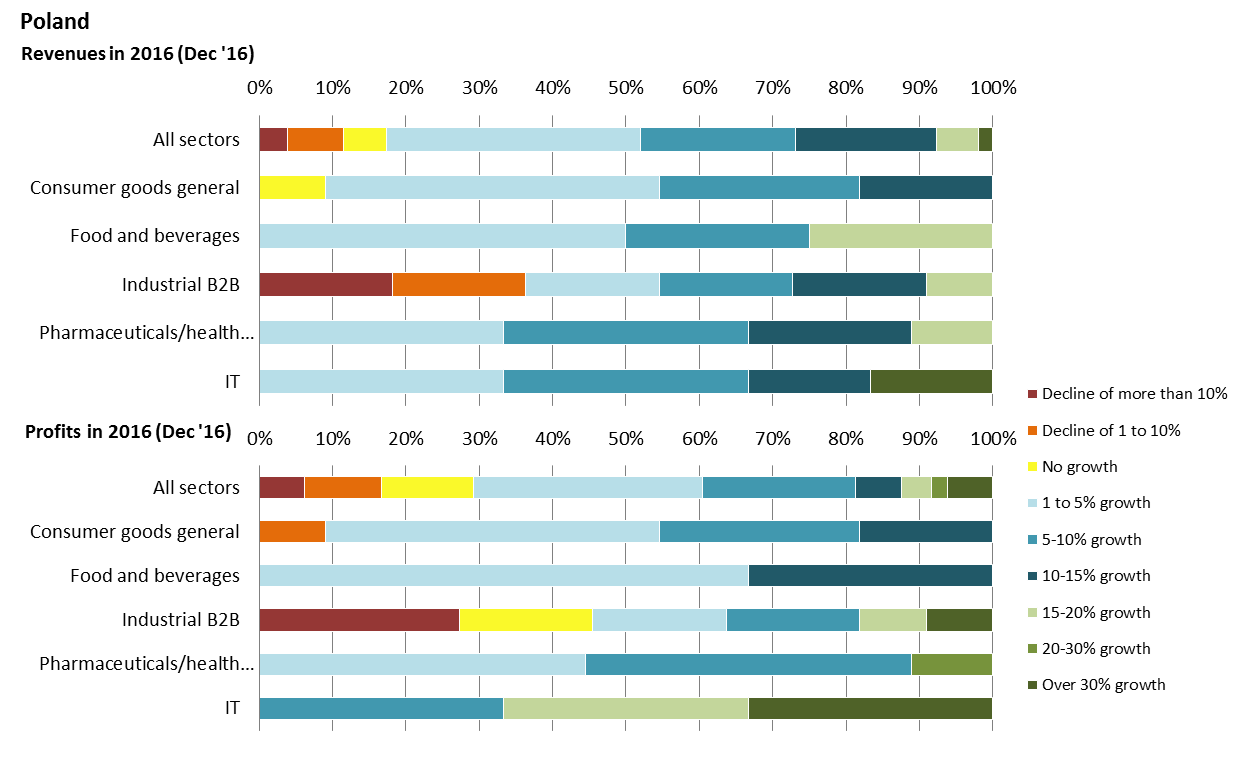 Poland
Revenues in 2016 (Dec '16)
0% 10% 20% 30% 40% 50% 60% 70% 80% 90% 100%
All sectors
Consumer goods general
Food and beverages
Industrial B2B
Pharmaceuticals/health...
IT
Profits in 2016 (Dec '16)
0% 10% 20% 30% 40% 50% 60% 70% 80% 90% 100%
All sectors
Consumer goods general
Food and beverages
Industrial B2B
Pharmaceuticals/health...
IT
Decline of more than 10%
Decline of 1 to 10%
No growth
1 to 5% growth
5-10% growth
10-15% growth
15-20% growth
20-30% growth
Over 30% growth